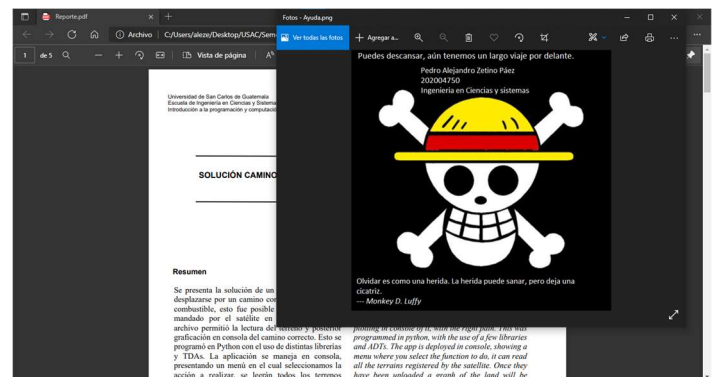 Reporte.pdf
Archivo
C:/Users/aleze/Desktop/USAC/Sem
1
de 5
Vista de página
Universidad de San Carlos de Guatemala
Escuela de Ingeniería en Ciencias y Sistema
Introducción a la programación y computació
SOLUCIÓN CAMINO
Resumen
Se presenta la solución de un
desplazarse por un camino con
combustible, esto fue posible
mandado por el satélite en
archivo permitió la lectura del terreno y posterior
graficación en consola del camino correcto. Esto se
programó en Python con el uso de distintas librerías
y TDAs. La aplicación se maneja en consola,
presentando un menú en el cual seleccionamos la
acción a realizar, se leerán todos los terrenos
plotting in console of it, with the right path. This was
programmed in python, with the use of a few libraries
and ADTs. The app is deployed in console, showing a
menu where you select the function to do, it can read
all the terrains registered by the satellite. Once they
have been uploaded a graph of the land will be
Fotos - Ayuda.png
Ver todas las fotos
Agregar a...
Puedes descansar, aún tenemos un largo viaje por delante.
Pedro Alejandro Zetino Páez
202004750
Ingeniería en Ciencias y sistemas
Olvidar es como una herida. La herida puede sanar, pero deja una
cicatriz.
--- Monkey D. Luffy